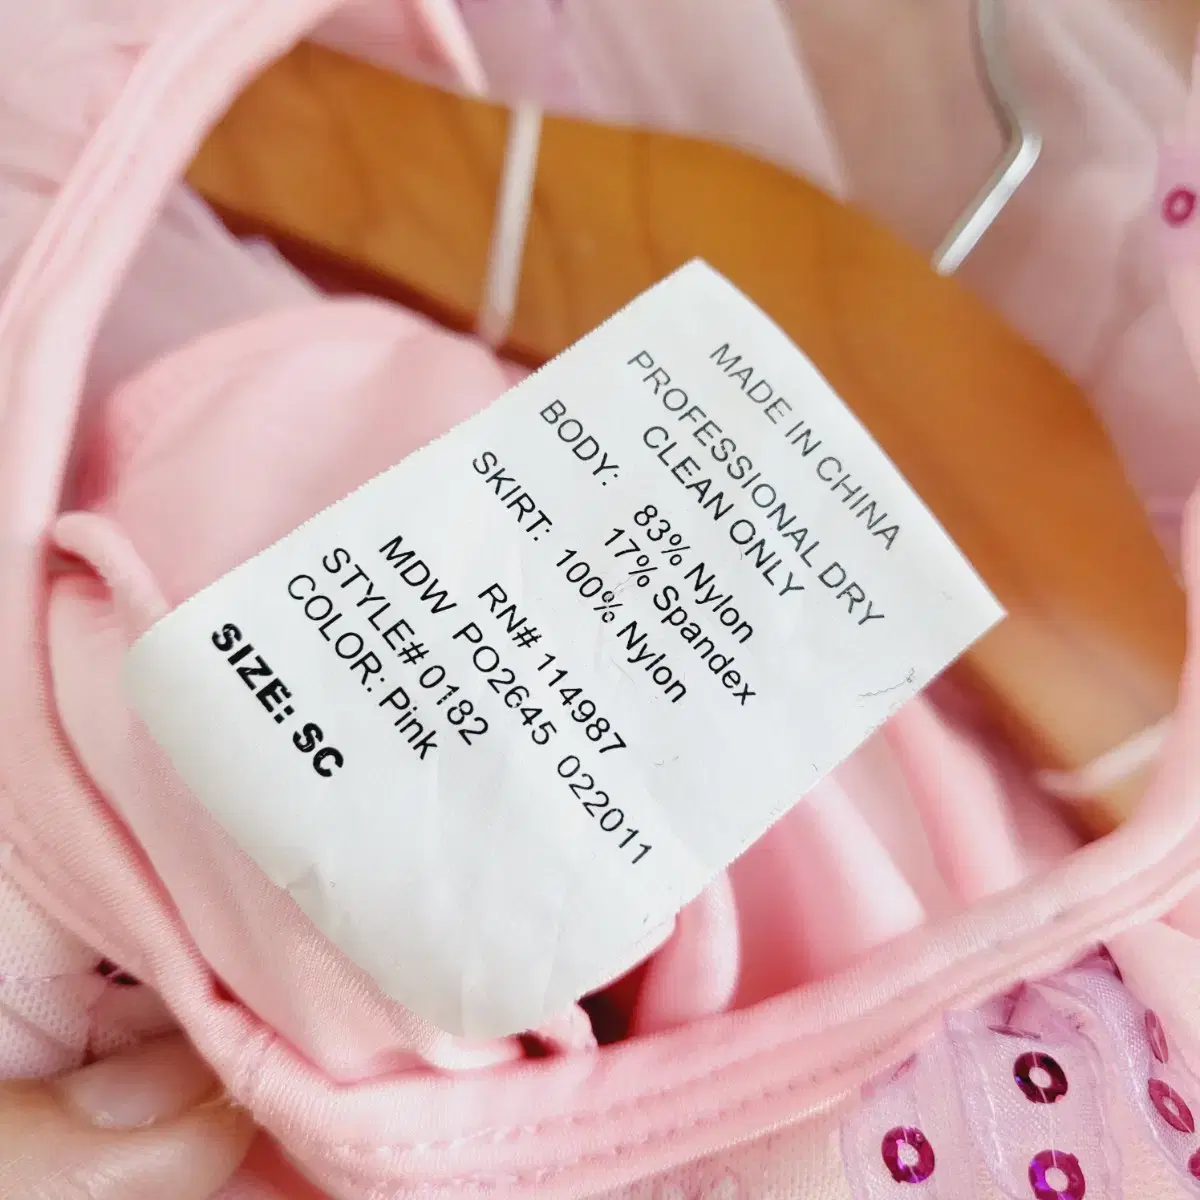 MADE IN CHINA
PROFESSIONAL DRY
CLEAN ONLY
BODY: 83% Nylon
17% Spandex
SKIRT: 100% Nylon
RN# 114987
MDW PO2645 022011
STYLE# 0182
COLOR: Pink
SIZE: SC